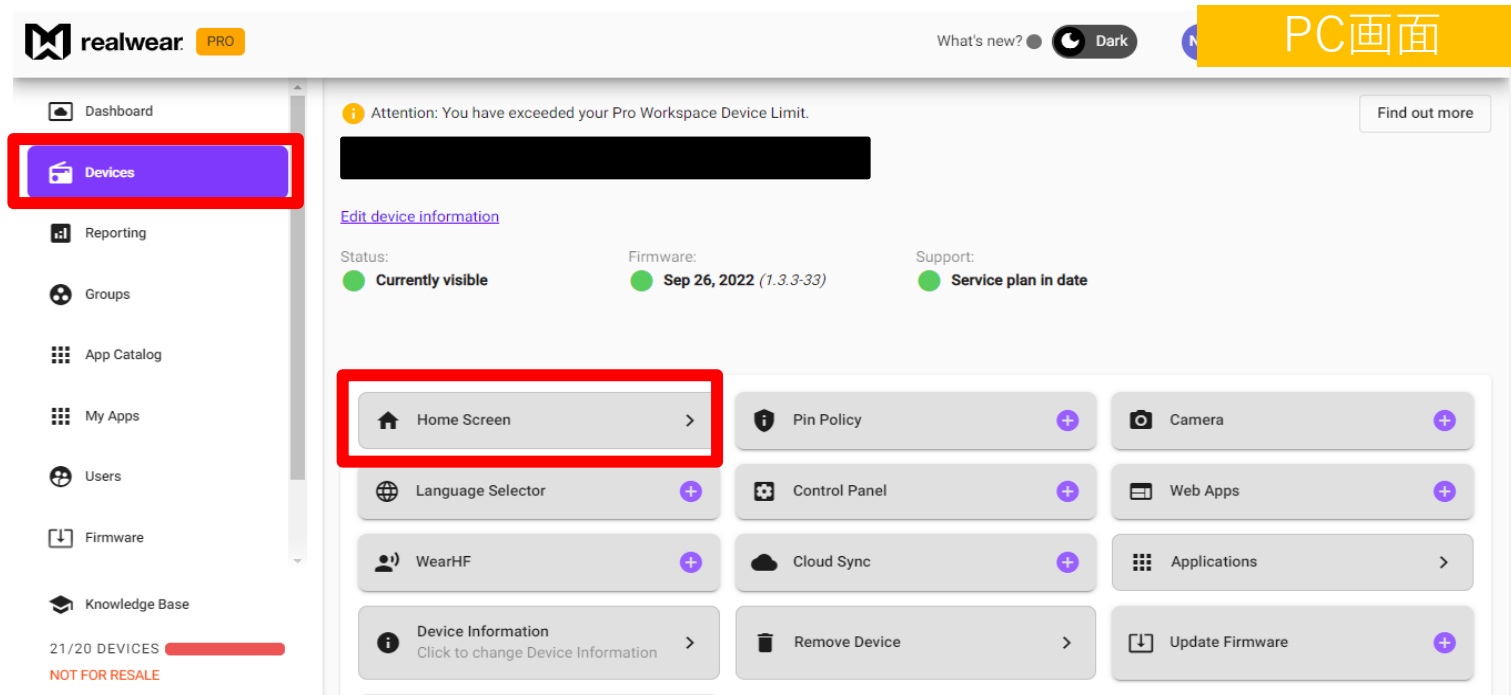 realwear PRO
What's new?
Dark
PC画面
Dashboard
Devices
Reporting
Groups
App Catalog
My Apps
Users
Firmware
Knowledge Base
21/20 DEVICES
NOT FOR RESALE
Attention: You have exceeded your Pro Workspace Device Limit.
Find out more
Edit device information
Status:
Currently visible
Firmware:
Sep 26, 2022 (1.3.3-33)
Support:
Service plan in date
Home Screen
Pin Policy
Camera
Language Selector
Control Panel
Web Apps
WearHF
Cloud Sync
Applications
Device Information
Click to change Device Information
Remove Device
Update Firmware